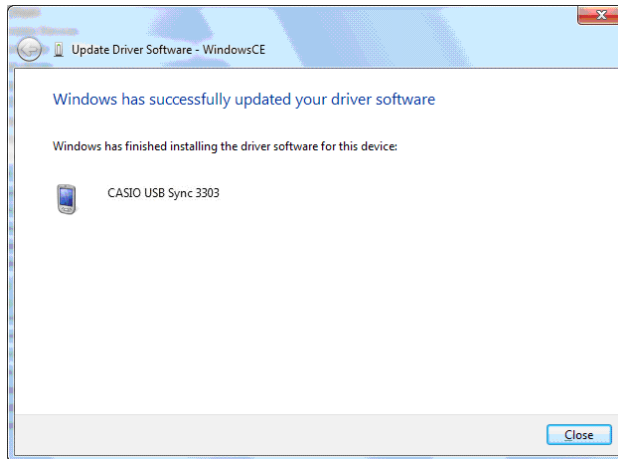 Update Driver Software - WindowsCE
Windows has successfully updated your driver software
Windows has finished installing the driver software for this device:
CASIO USB Sync 3303
Close